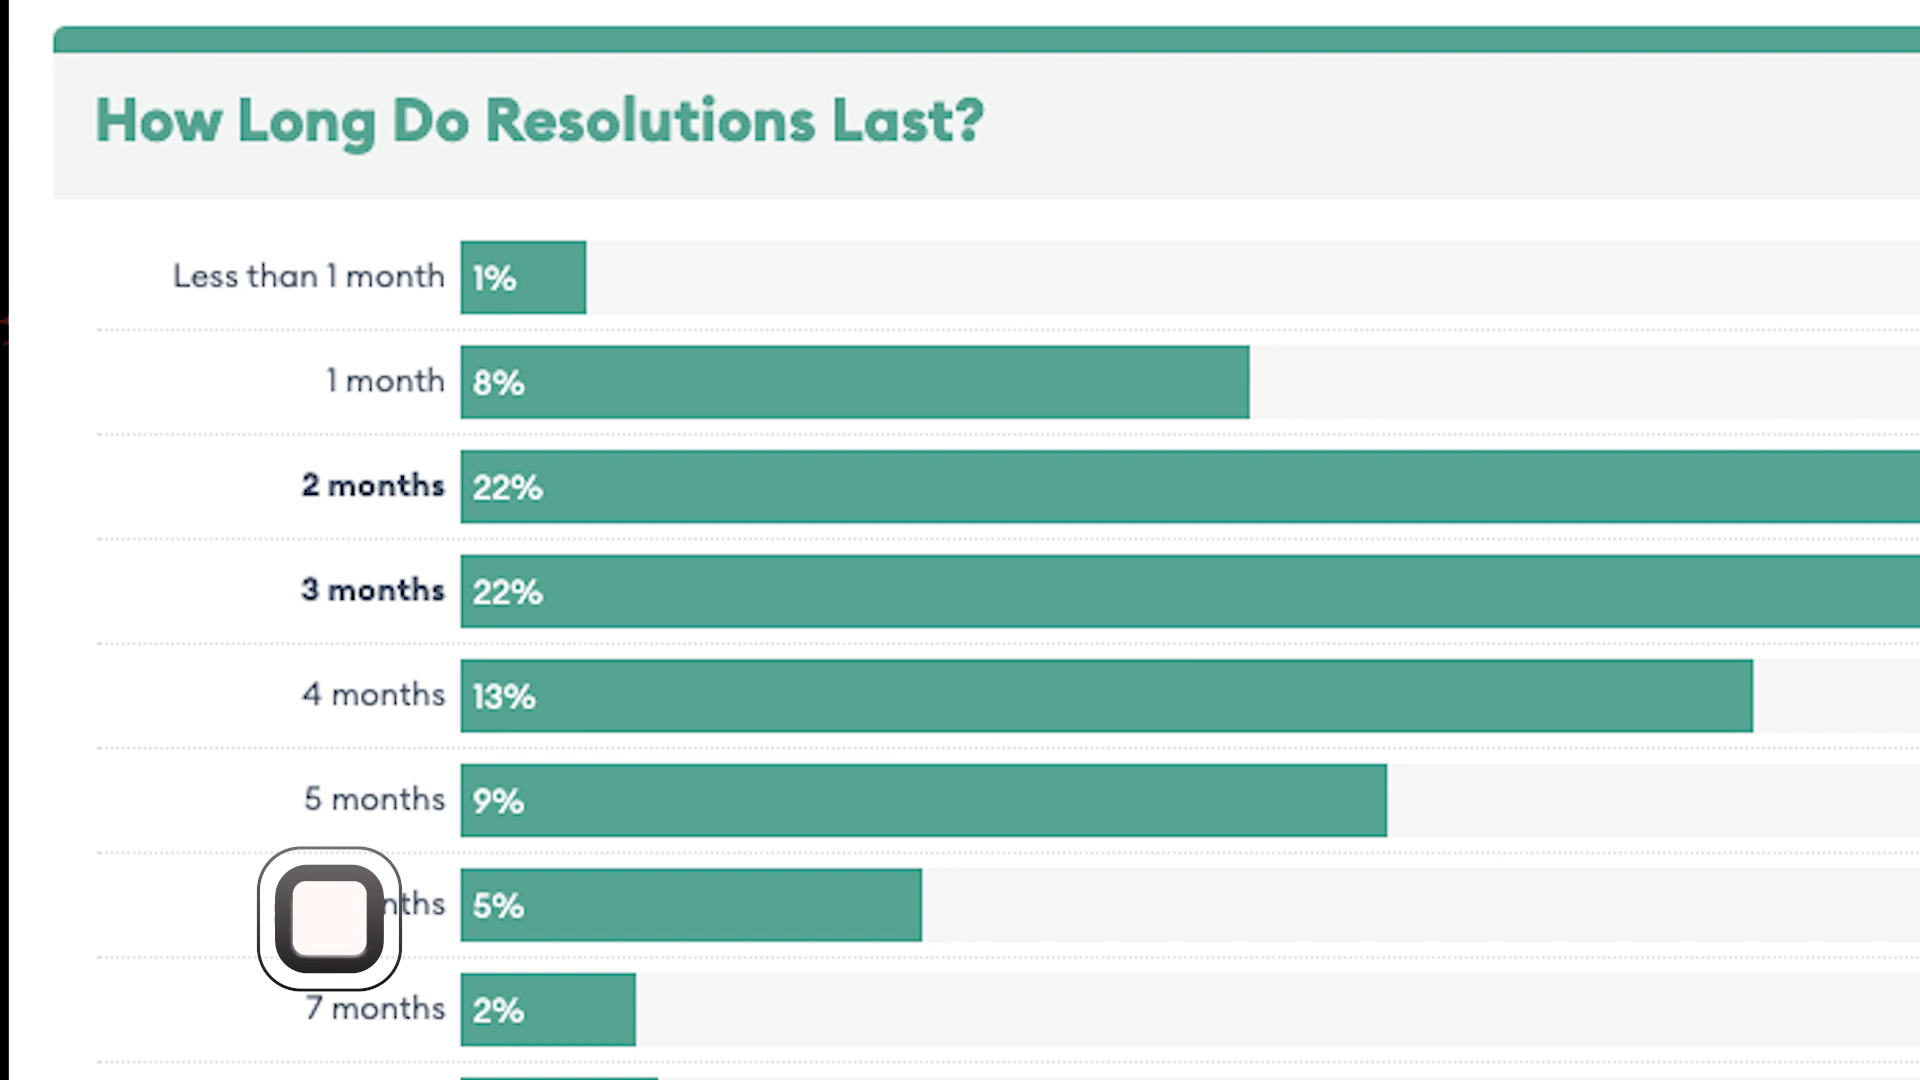 How Long Do Resolutions Last?
Less than 1 month 1%
1 month 8%
2 months 22%
3 months 22%
4 months 13%
5 months 9%
5%
7 months 2%